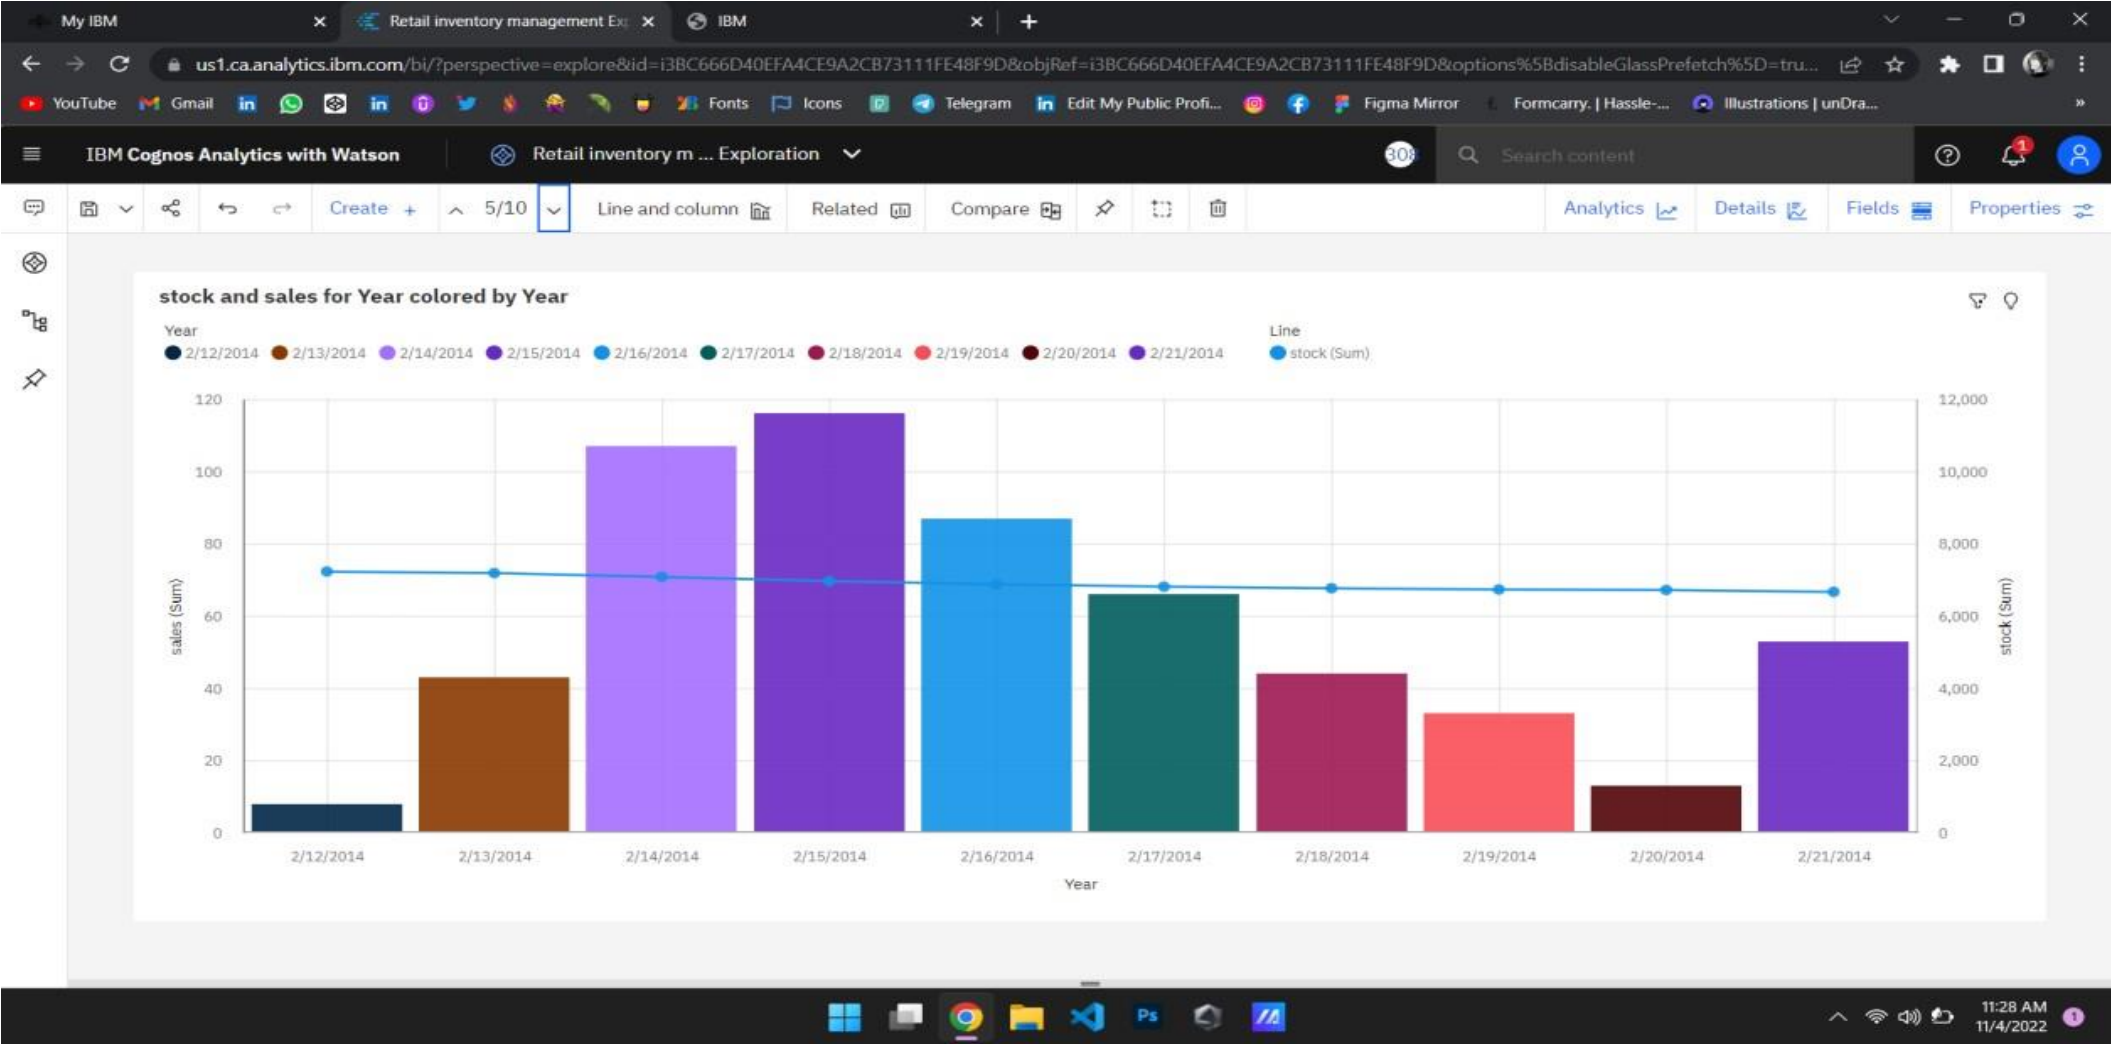 My IBM
Retail inventory management Ex
IBM
us1.ca.analytics.ibm.com/bi/?perspective=explore&id=i3BC666D40EFA4CE9A2CB73111FE48F9D&objRef=i3BC666D40EFA4CE9A2CB73111FE48F9D&options%5BdisableGlassPrefetch%5D=tru...
YouTube Gmail Fonts Icons Telegram Edit My Public Profi... Figma Mirror Formcarry. | Hassle-... Illustrations | unDra... »
IBM Cognos Analytics with Watson
Retail inventory m ... Exploration
308
Search content
1
Create + 5/10 Line and column Related Compare Analytics Details Fields Properties
stock and sales for Year colored by Year
Year
2/12/2014 2/13/2014 2/14/2014 2/15/2014 2/16/2014 2/17/2014 2/18/2014 2/19/2014 2/20/2014 2/21/2014
Line
stock (Sum)
120
100
80
60
40
20
0
sales (Sum)
12,000
10,000
8,000
6,000
4,000
2,000
0
stock (Sum)
2/12/2014 2/13/2014 2/14/2014 2/15/2014 2/16/2014 2/17/2014 2/18/2014 2/19/2014 2/20/2014 2/21/2014
Year
Ps
11:28 AM
11/4/2022
1